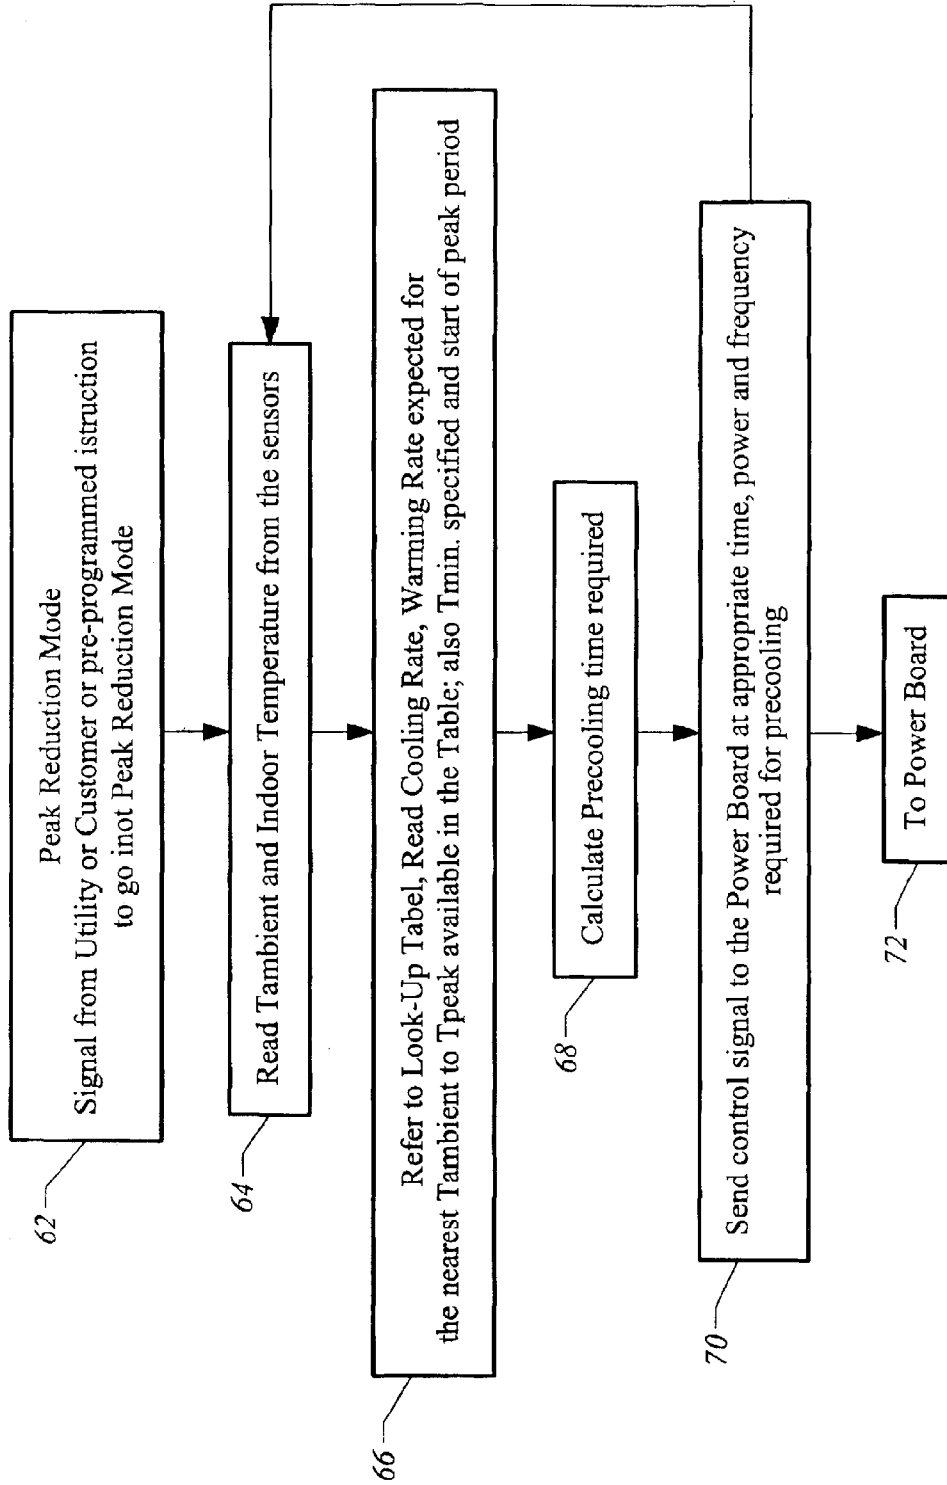 Peak Reduction Mode
Signal from Utility or Customer or pre-programmed istruction
to go inot Peak Reduction Mode
62
Read Tambient and Indoor Temperature from the sensors
64
Refer to Look-Up Tabel, Read Cooling Rate, Warming Rate expected for
the nearest Tambient to Tpeak available in the Table; also Tmin. specified and start of peak period
66
Calculate Precooling time required
68
Send control signal to the Power Board at appropriate time, power and frequency
required for precooling
70
To Power Board
72